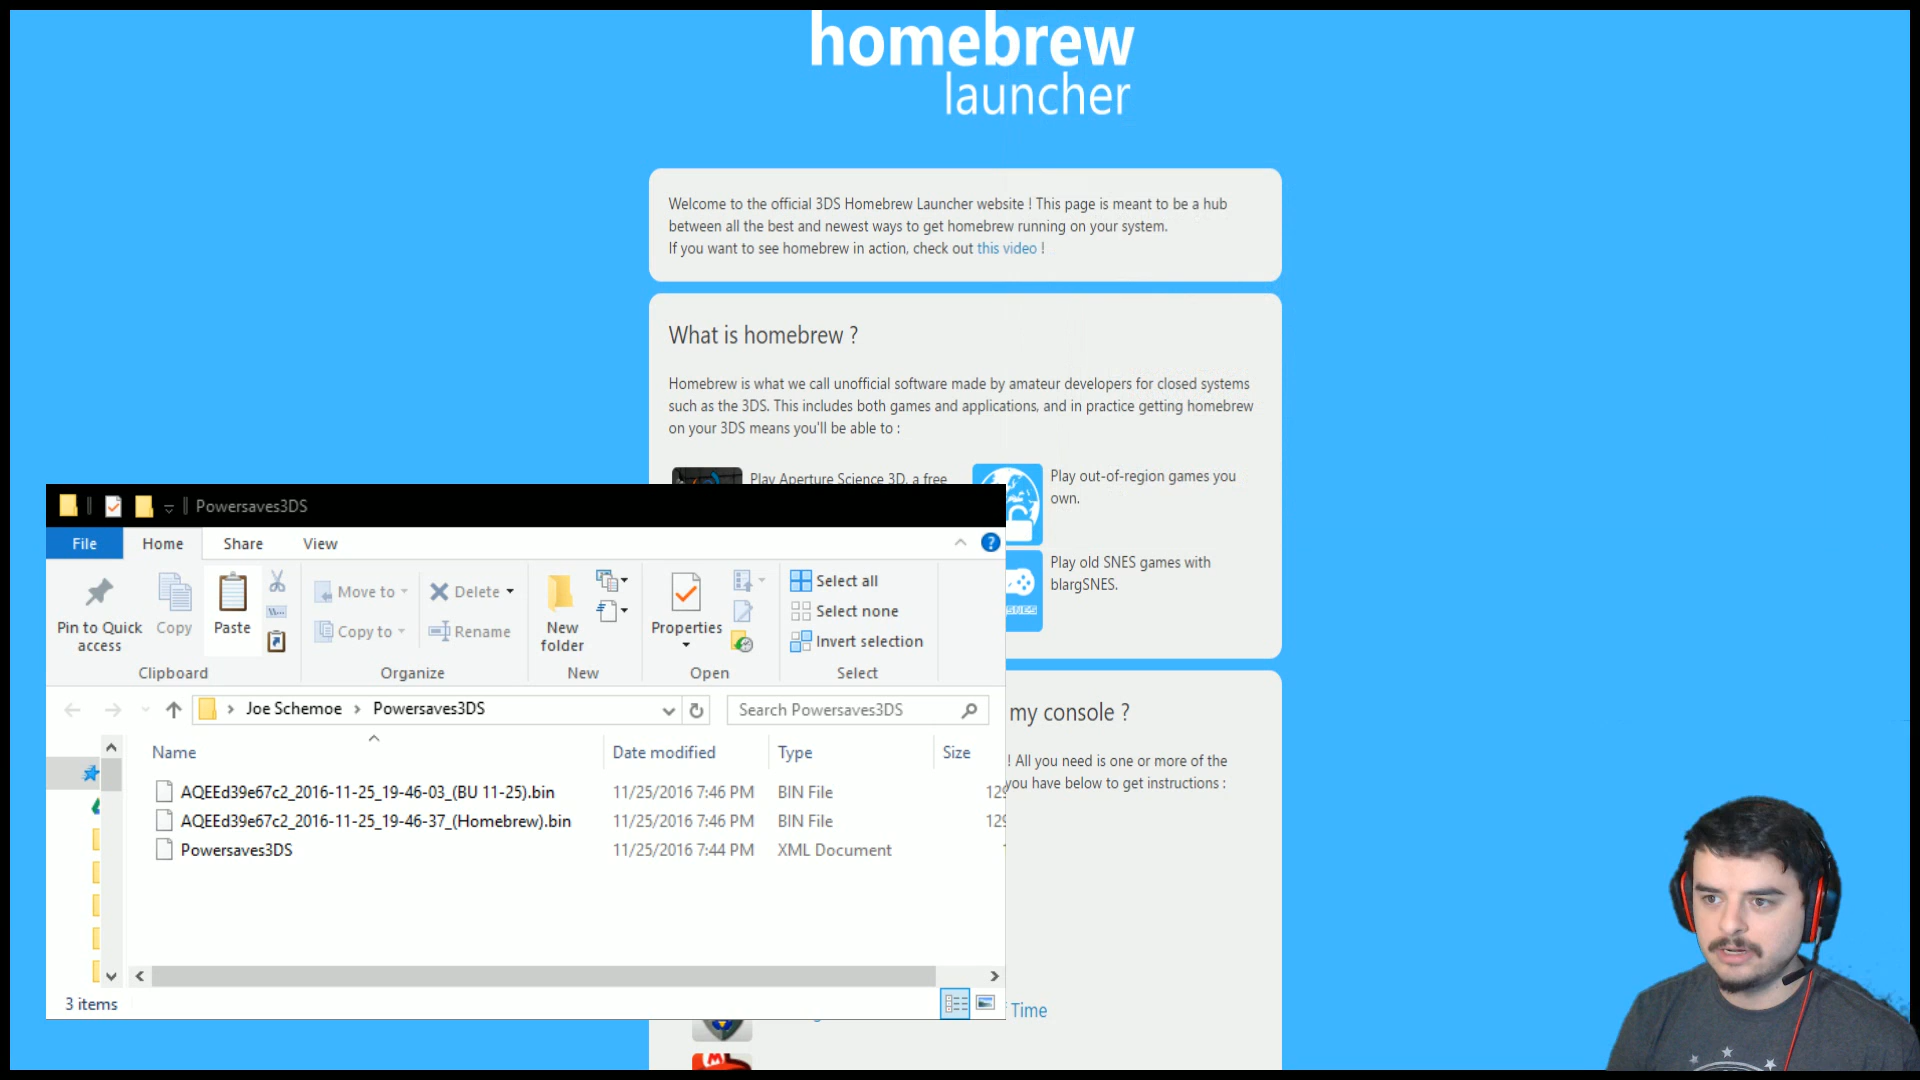 homebrew
launcher
Welcome to the official 3DS Homebrew Launcher website ! This page is meant to be a hub
between all the best and newest ways to get homebrew running on your system.
If you want to see homebrew in action, check out this video !
What is homebrew ?
Homebrew is what we call unofficial software made by amateur developers for closed systems
such as the 3DS. This includes both games and applications, and in practice getting homebrew
on your 3DS means you'll be able to :
Play Aperture Science 3D, a free
Play out-of-region games you
own.
Play old SNES games with
blargSNES.
SNES
my console ?
! All you need is one or more of the
you have below to get instructions :
Time
Powersaves3DS
File Home Share View
Pin to Quick
access
Copy
Paste
Clipboard
Move to
Copy to
Delete
Rename
Organize
New
folder
New
Properties
Open
Select all
Select none
Invert selection
Select
Joe Schemoe > Powersaves3DS
Search Powersaves3DS
Name Date modified Type Size
AQEEd39e67c2_2016-11-25_19-46-03_(BU 11-25).bin 11/25/2016 7:46 PM BIN File 129
AQEEd39e67c2_2016-11-25_19-46-37_(Homebrew).bin 11/25/2016 7:46 PM BIN File 129
Powersaves3DS 11/25/2016 7:44 PM XML Document
3 items